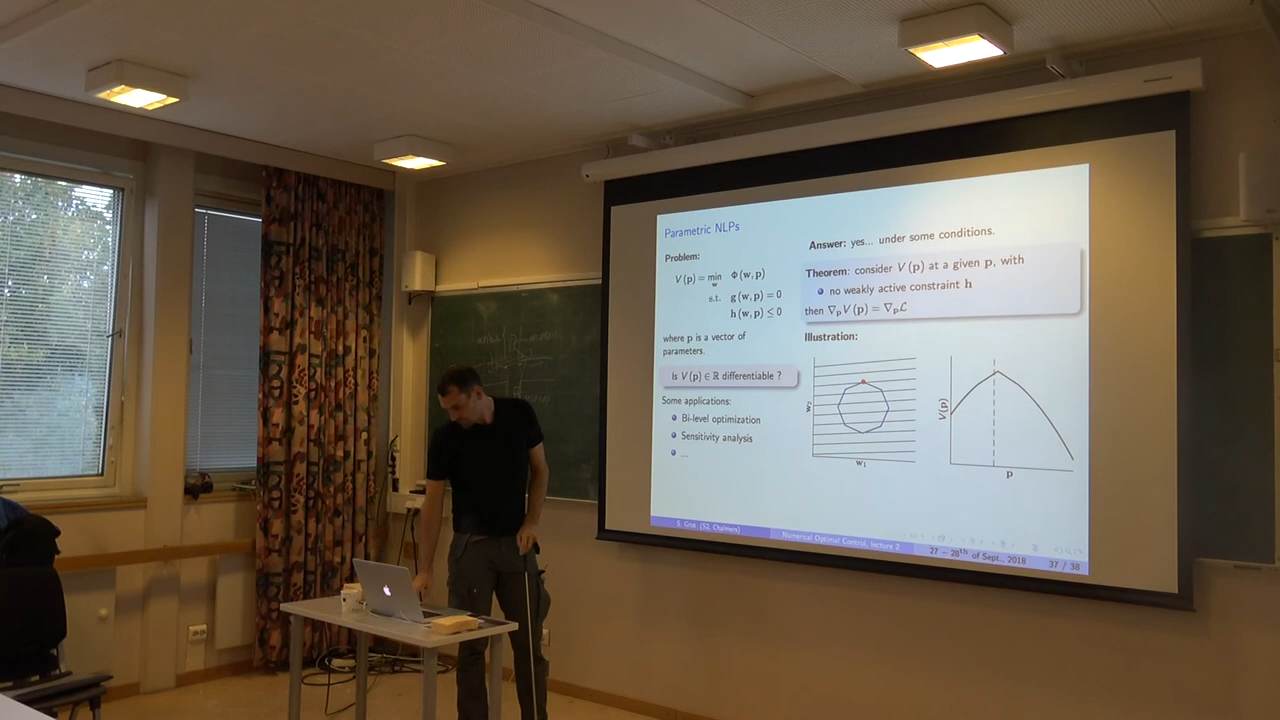 Parametric NLPs
Problem:
V(p) = min Φ(w, p)
w
s.t. g(w, p) = 0
h(w, p) ≤ 0
where p is a vector of
parameters.
Is V(p) ∈ ℝ differentiable ?
Some applications:
Bi-level optimization
Sensitivity analysis
...
Answer: yes... under some conditions.
Theorem: consider V(p) at a given p, with
no weakly active constraint h
then ∇pV(p) = ∇pℒ
Illustration:
w₂
w₁
V(p)
p
S. Gros (S2, Chalmers)
Numerical Optimal Control, lecture 2
27 – 28th of Sept., 2018
37 / 38